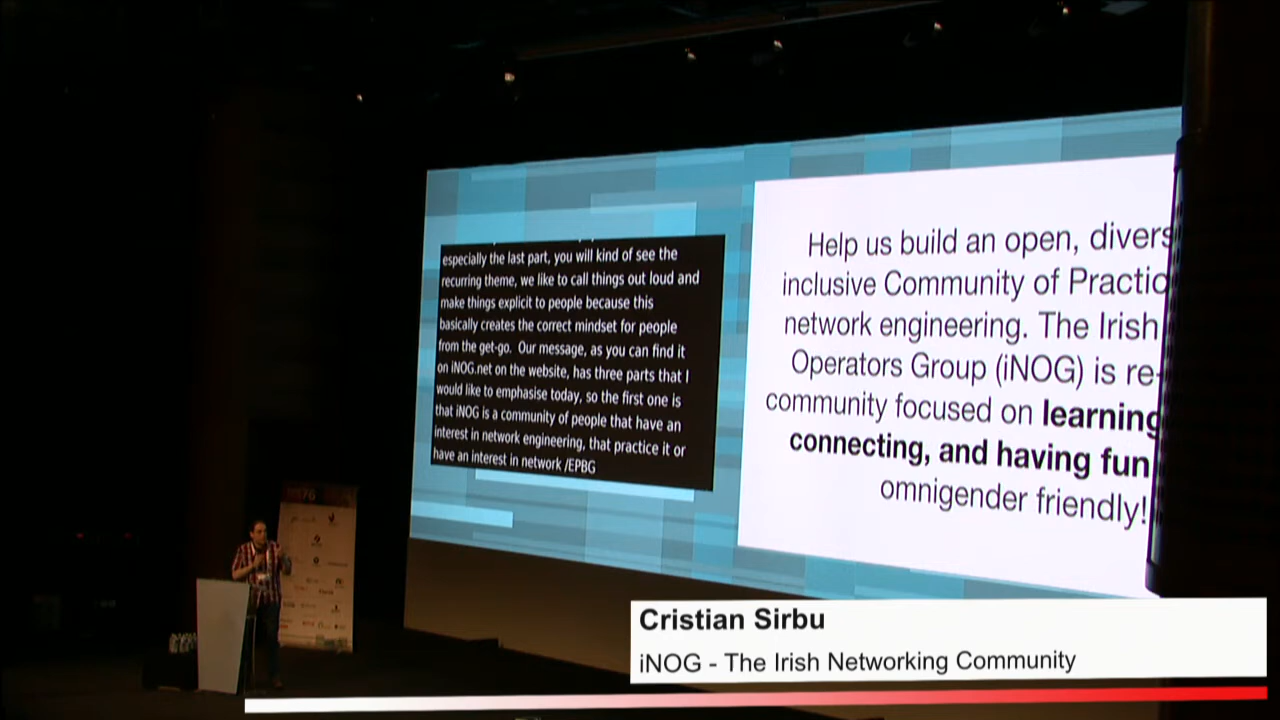 especially the last part, you will kind of see the
recurring theme, we like to call things out loud and
make things explicit to people because this
basically creates the correct mindset for people
from the get-go. Our message, as you can find it
on iNOG.net on the website, has three parts that I
would like to emphasise today, so the first one is
that iNOG is a community of people that have an
interest in network engineering, that practice it or
have an interest in network /EPBG
Help us build an open, divers
inclusive Community of Practic
network engineering. The Irish
Operators Group (iNOG) is re-
community focused on learning
connecting, and having fun
omnigender friendly!
Cristian Sirbu
iNOG - The Irish Networking Community